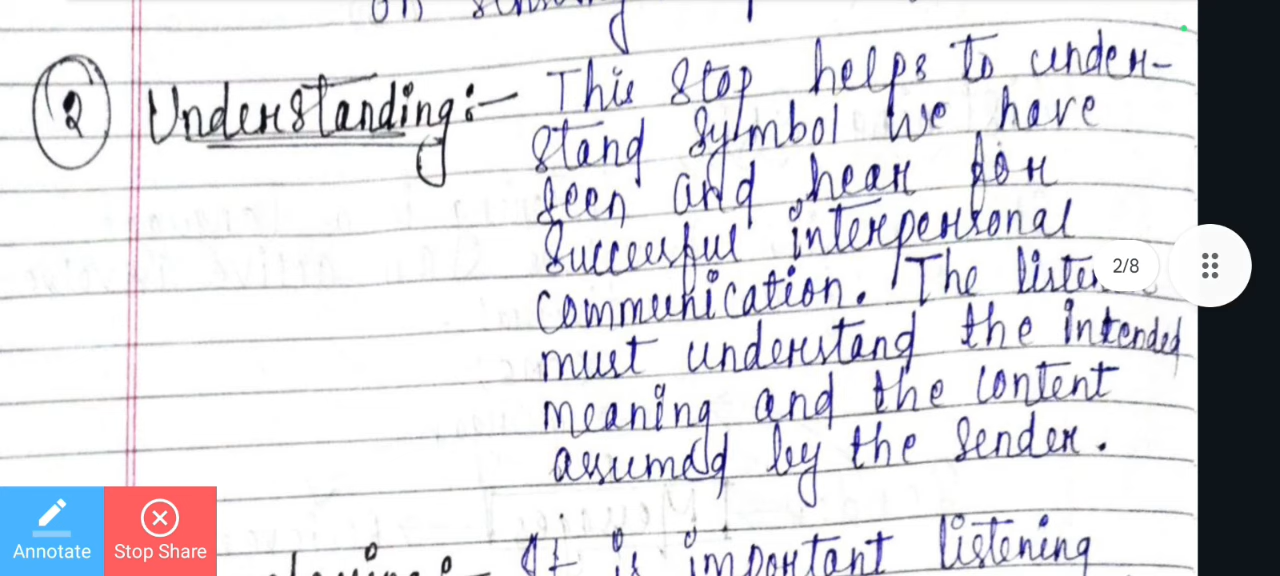 ② Understanding:- This Stop helps to under-
stand symbol we have
seen and hear for
Successful interpersonal
communication. The
must understand the intended
meaning and the content
assumed by the Sender.
It is important listening
2/8
Annotate
Stop Share